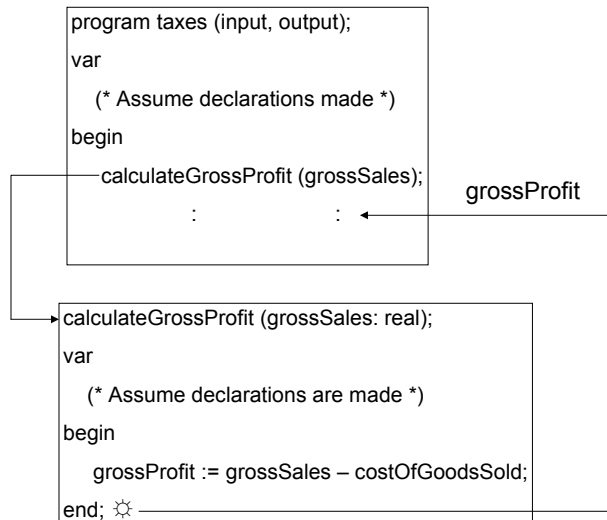 program taxes (input, output);
var
(* Assume declarations made *)
begin
calculateGrossProfit (grossSales);
: :
grossProfit
calculateGrossProfit (grossSales: real);
var
(* Assume declarations are made *)
begin
grossProfit := grossSales – costOfGoodsSold;
end;